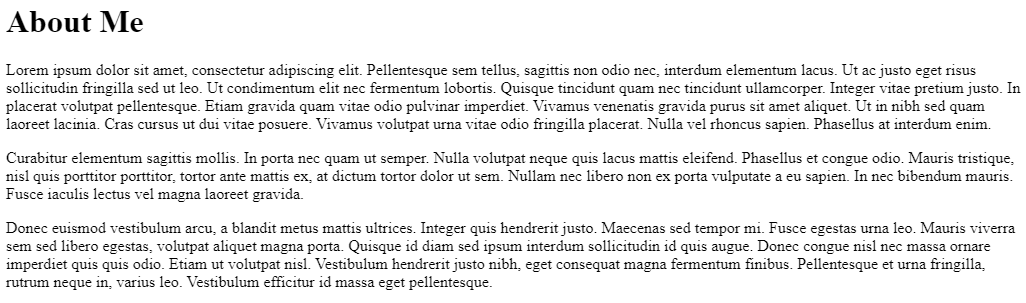 About Me
Lorem ipsum dolor sit amet, consectetur adipiscing elit. Pellentesque sem tellus, sagittis non odio nec, interdum elementum lacus. Ut ac justo eget risus
sollicitudin fringilla sed ut leo. Ut condimentum elit nec fermentum lobortis. Quisque tincidunt quam nec tincidunt ullamcorper. Integer vitae pretium justo. In
placerat volutpat pellentesque. Etiam gravida quam vitae odio pulvinar imperdiet. Vivamus venenatis gravida purus sit amet aliquet. Ut in nibh sed quam
laoreet lacinia. Cras cursus ut dui vitae posuere. Vivamus volutpat urna vitae odio fringilla placerat. Nulla vel rhoncus sapien. Phasellus at interdum enim.
Curabitur elementum sagittis mollis. In porta nec quam ut semper. Nulla volutpat neque quis lacus mattis eleifend. Phasellus et congue odio. Mauris tristique,
nisl quis porttitor porttitor, tortor ante mattis ex, at dictum tortor dolor ut sem. Nullam nec libero non ex porta vulputate a eu sapien. In nec bibendum mauris.
Fusce iaculis lectus vel magna laoreet gravida.
Donec euismod vestibulum arcu, a blandit metus mattis ultrices. Integer quis hendrerit justo. Maecenas sed tempor mi. Fusce egestas urna leo. Mauris viverra
sem sed libero egestas, volutpat aliquet magna porta. Quisque id diam sed ipsum interdum sollicitudin id quis augue. Donec congue nisl nec massa ornare
imperdiet quis quis odio. Etiam ut volutpat nisl. Vestibulum hendrerit justo nibh, eget consequat magna fermentum finibus. Pellentesque et urna fringilla,
rutrum neque in, varius leo. Vestibulum efficitur id massa eget pellentesque.